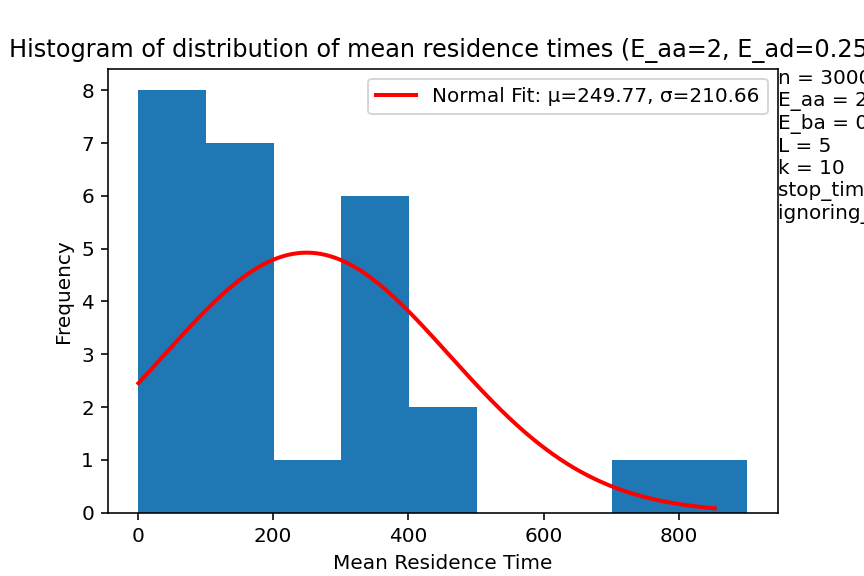 Histogram of distribution of mean residence times (E_aa=2, E_ad=0.25
Normal Fit: μ=249.77, σ=210.66
n = 3000
E_aa = 2
E_ba = 0
L = 5
k = 10
stop_tim
ignoring_
Frequency
8
7
6
5
4
3
2
1
0
0 200 400 600 800
Mean Residence Time